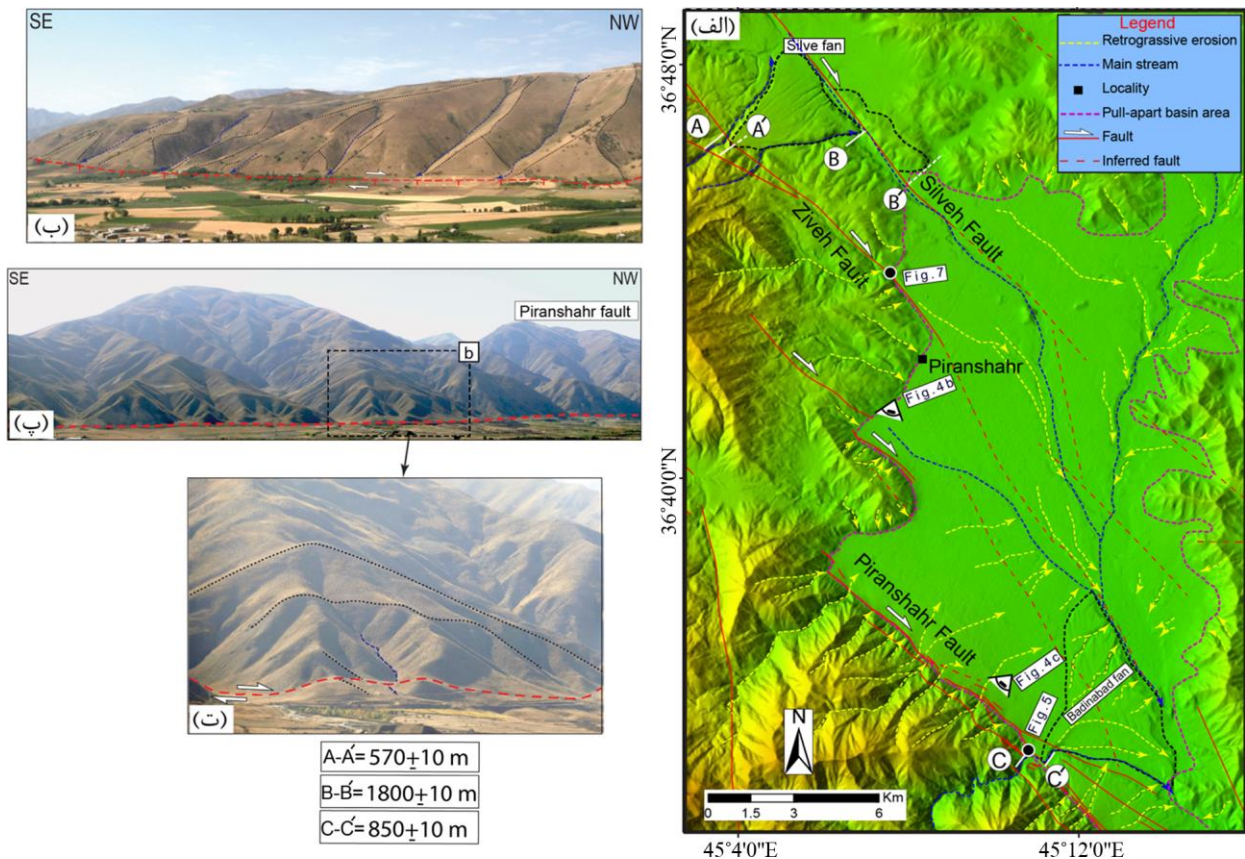 SE
NW
(ب)
SE
NW
Piranshahr fault
b
(پ)
(ت)
A-A′= 570±10 m
B-B′= 1800±10 m
C-C′= 850±10 m
(الف)
Legend
Retrograssive erosion
Main stream
Locality
Pull-apart basin area
Fault
Inferred fault
Silve fan
36°48'0"N
A
A′
B
B′
Silveh Fault
Ziveh Fault
Fig.7
Piranshahr
Fig.4b
36°40'0"N
Piranshahr Fault
Fig.4c
Badinabad fan
Fig.5
N
C
C′
Km
0 1.5 3 6
45°4'0"E
45°12'0"E